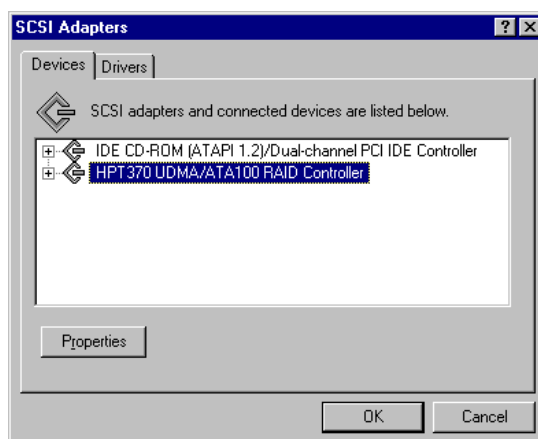 SCSI Adapters
Devices
Drivers
SCSI adapters and connected devices are listed below.
IDE CD-ROM (ATAPI 1.2)/Dual-channel PCI IDE Controller
HPT370 UDMA/ATA100 RAID Controller
Properties
OK
Cancel